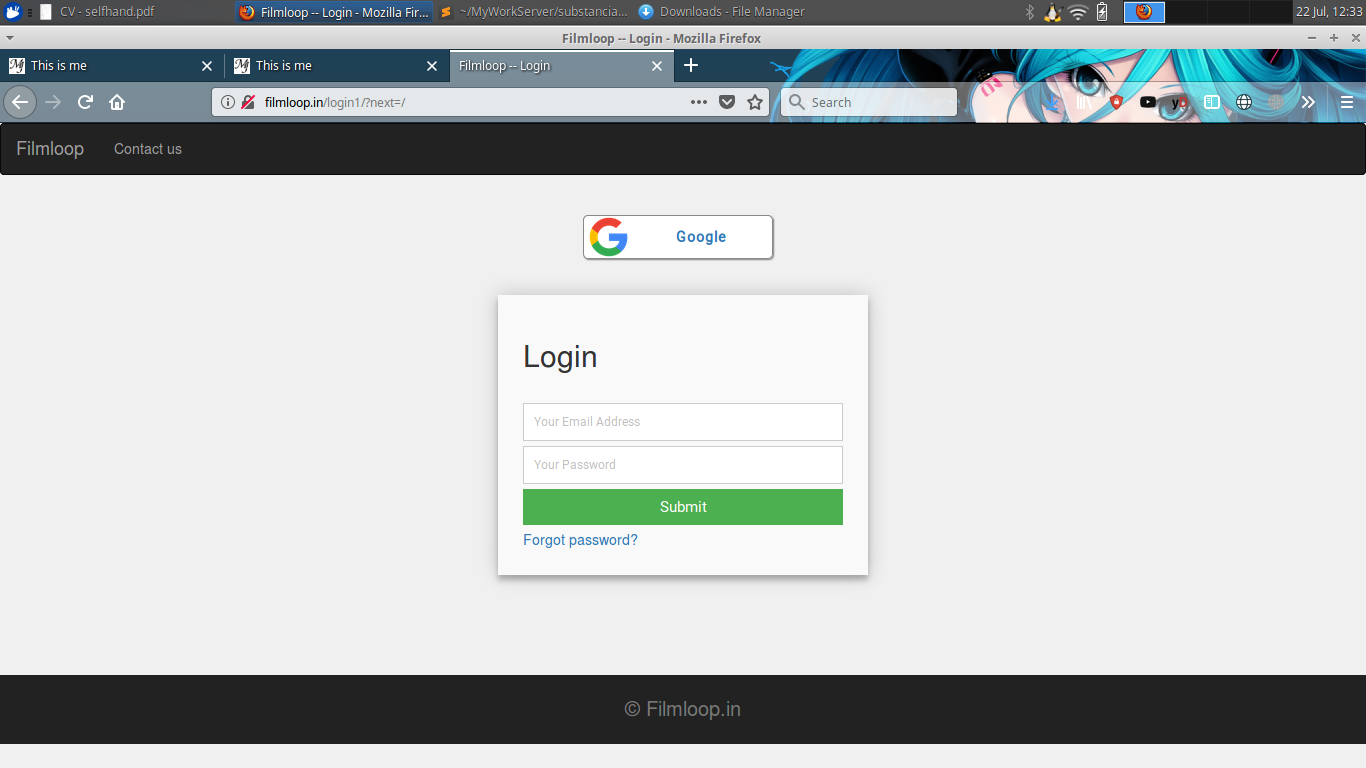 CV - selfhand.pdf
Filmloop -- Login - Mozilla Fir...
~/MyWorkServer/substancia...
Downloads - File Manager
22 Jul, 12:33
Filmloop -- Login - Mozilla Firefox
This is me
This is me
Filmloop -- Login
filmloop.in/login1/?next=/
Search
Filmloop
Contact us
Google
Login
Your Email Address
Your Password
Submit
Forgot password?
© Filmloop.in